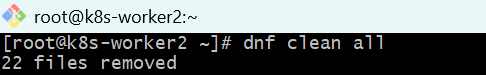 root@k8s-worker2:~
[root@k8s-worker2 ~]# dnf clean all
22 files removed